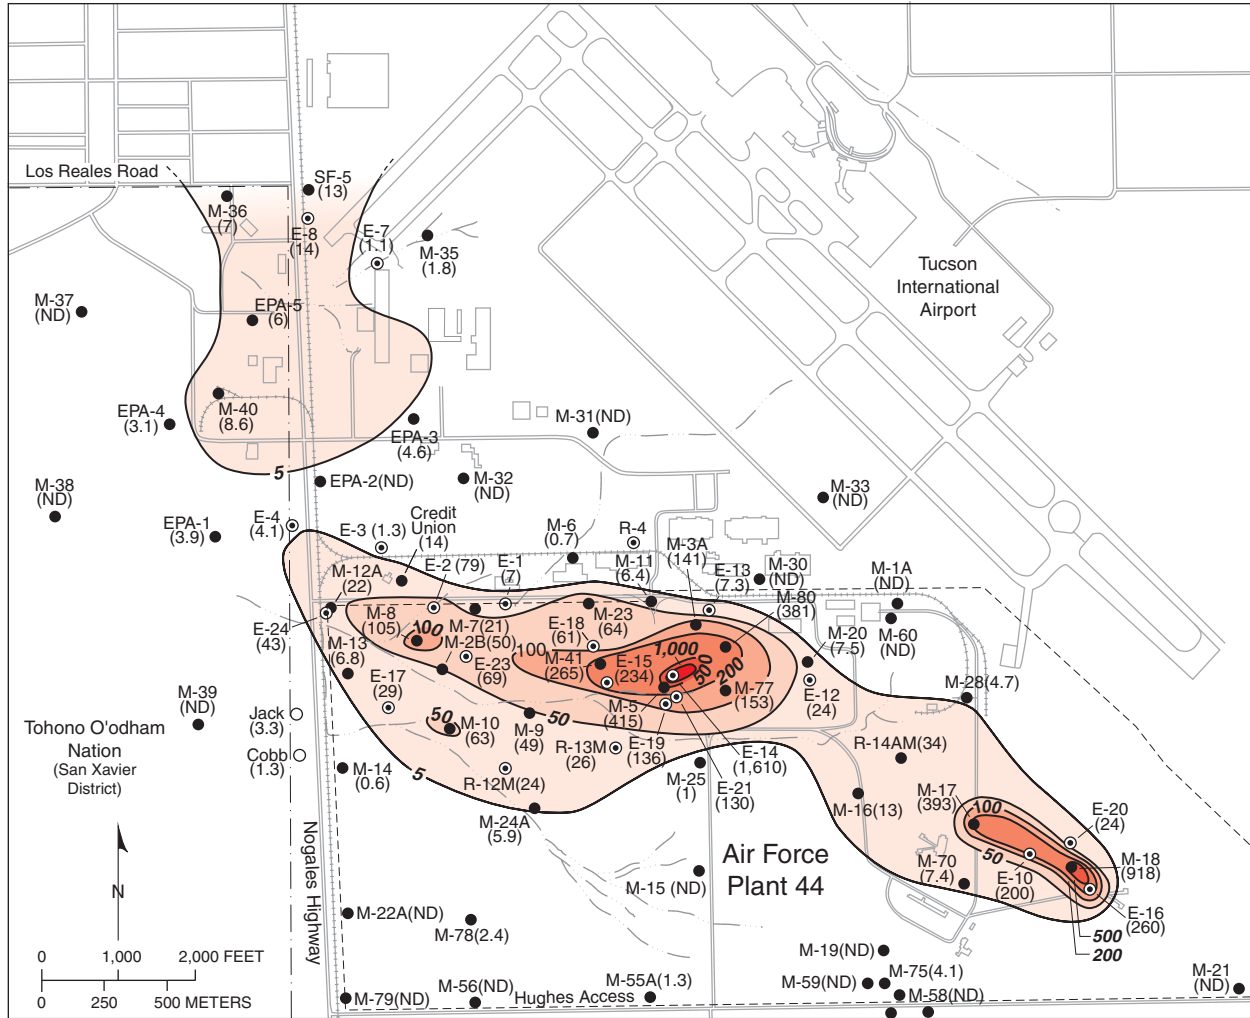 Los Reales Road
SF-5
(13)
M-36
(7)
E-8
(14)
E-7
(1.1)
M-35
(1.8)
Tucson
International
Airport
M-37
(ND)
EPA-5
(6)
EPA-4
(3.1)
M-40
(8.6)
EPA-3
(4.6)
M-31(ND)
5
EPA-2(ND)
M-32
(ND)
M-33
(ND)
M-38
(ND)
EPA-1
(3.9)
E-4
(4.1)
E-3 (1.3)
Credit
Union
(14)
M-6
(0.7)
R-4
M-3A
(141)
M-12A
(22)
E-2 (79)
E-1
(7)
M-11
(6.4)
E-13
(7.3)
M-30
(ND)
M-1A
(ND)
M-80
(381)
M-8
(105)
100
M-7(21)
M-23
(64)
E-18
(61)
M-60
(ND)
E-24
(43)
M-13
(6.8)
M-2B(50)
100
1,000
500
200
M-20
(7.5)
E-23
(69)
M-41
(265)
E-15
(234)
E-17
(29)
M-5
(415)
M-77
(153)
E-12
(24)
M-28(4.7)
M-39
(ND)
Jack
(3.3)
50
M-10
(63)
M-9
(49)
50
E-19
(136)
E-14
(1,610)
Tohono O'odham
Nation
(San Xavier
District)
Cobb
(1.3)
R-13M
(26)
M-25
(1)
E-21
(130)
R-14AM(34)
M-14
(0.6)
5
R-12M(24)
M-24A
(5.9)
M-16(13)
M-17
(393)
100
50
E-20
(24)
Air Force
Plant 44
M-15 (ND)
M-70
(7.4)
E-10
(200)
M-18
(918)
E-16
(260)
500
200
N
Nogales Highway
M-22A(ND)
M-78(2.4)
0 1,000 2,000 FEET
0 250 500 METERS
M-19(ND)
M-59(ND)
M-75(4.1)
M-58(ND)
M-21
(ND)
M-79(ND)
M-56(ND)
Hughes Access
M-55A(1.3)